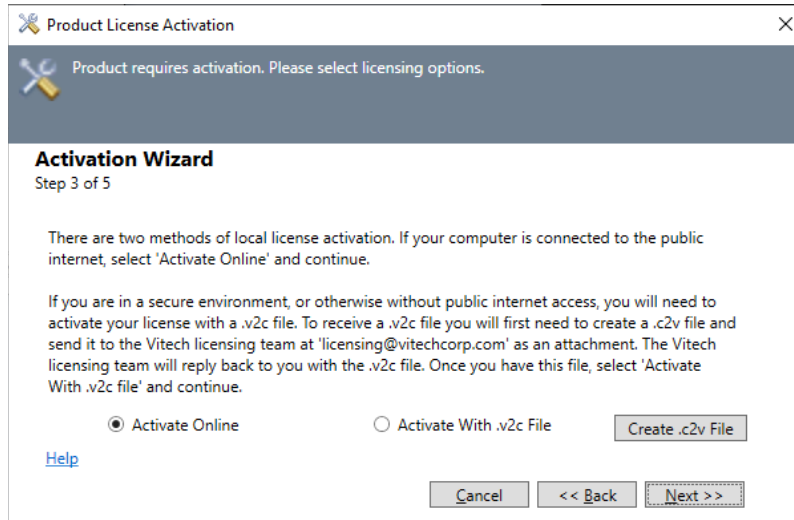 Product License Activation
Product requires activation. Please select licensing options.
Activation Wizard
Step 3 of 5
There are two methods of local license activation. If your computer is connected to the public
internet, select 'Activate Online' and continue.
If you are in a secure environment, or otherwise without public internet access, you will need to
activate your license with a .v2c file. To receive a .v2c file you will first need to create a .c2v file and
send it to the Vitech licensing team at 'licensing@vitechcorp.com' as an attachment. The Vitech
licensing team will reply back to you with the .v2c file. Once you have this file, select 'Activate
With .v2c file' and continue.
Activate Online
Activate With .v2c File
Create .c2v File
Help
Cancel
<< Back
Next >>